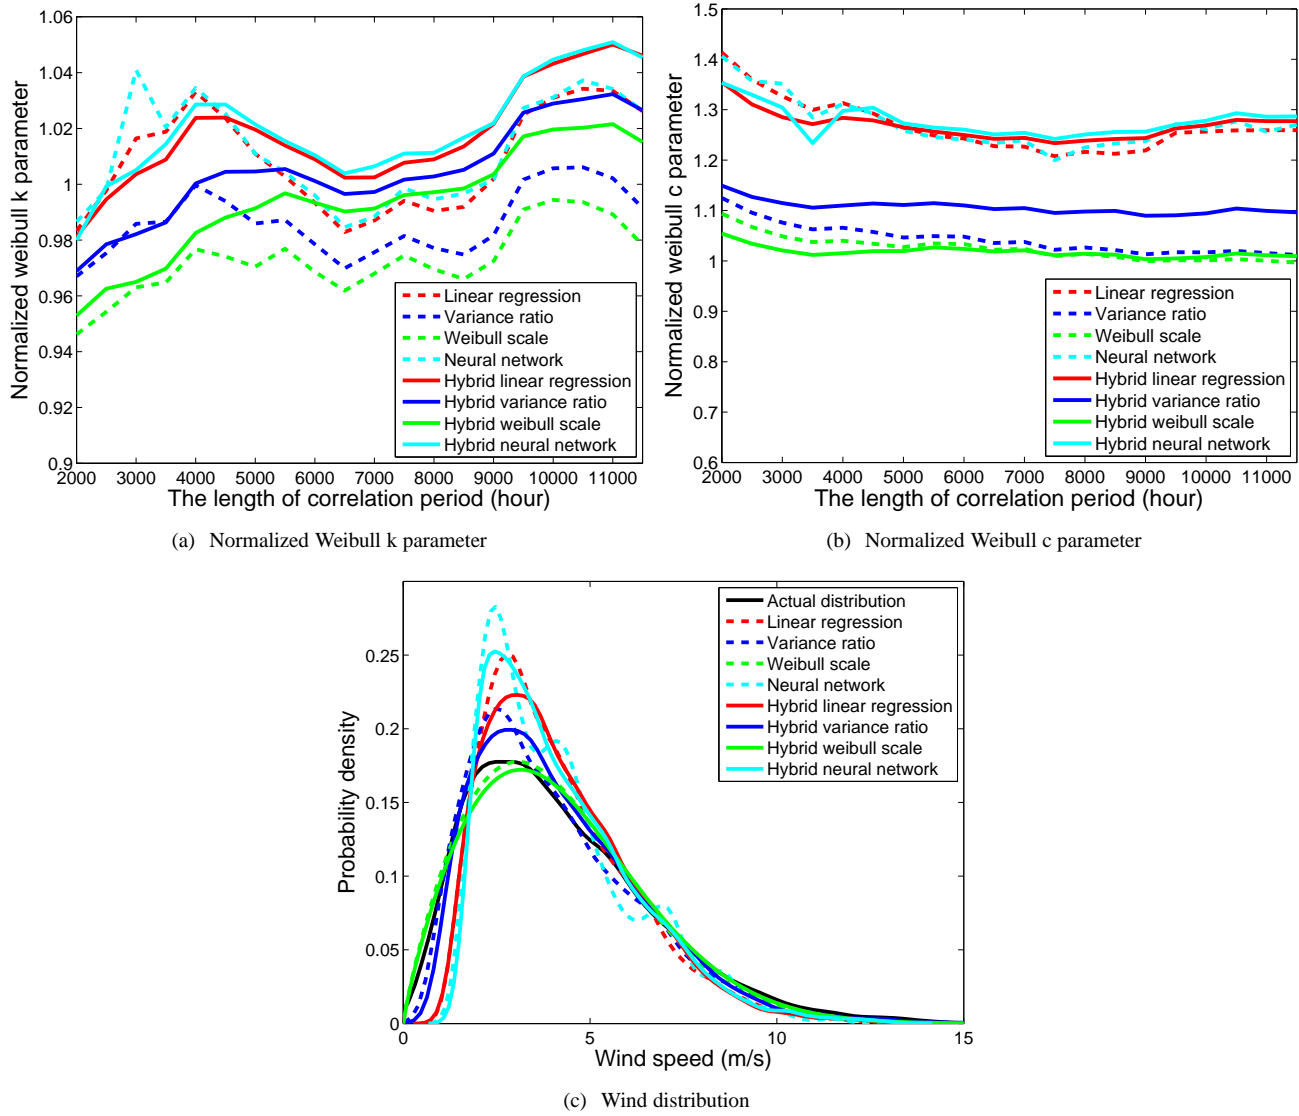 1.06
1.04
1.02
1
0.98
0.96
0.94
0.92
0.9
Normalized weibull k parameter
Linear regression
Variance ratio
Weibull scale
Neural network
Hybrid linear regression
Hybrid variance ratio
Hybrid weibull scale
Hybrid neural network
2000 3000 4000 5000 6000 7000 8000 9000 10000 11000
The length of correlation period (hour)
(a) Normalized Weibull k parameter
1.5
1.4
1.3
1.2
1.1
1
0.9
0.8
0.7
0.6
Normalized weibull c parameter
Linear regression
Variance ratio
Weibull scale
Neural network
Hybrid linear regression
Hybrid variance ratio
Hybrid weibull scale
Hybrid neural network
2000 3000 4000 5000 6000 7000 8000 9000 10000 11000
The length of correlation period (hour)
(b) Normalized Weibull c parameter
0.25
0.2
0.15
0.1
0.05
0
Probability density
Actual distribution
Linear regression
Variance ratio
Weibull scale
Neural network
Hybrid linear regression
Hybrid variance ratio
Hybrid weibull scale
Hybrid neural network
0 5 10 15
Wind speed (m/s)
(c) Wind distribution